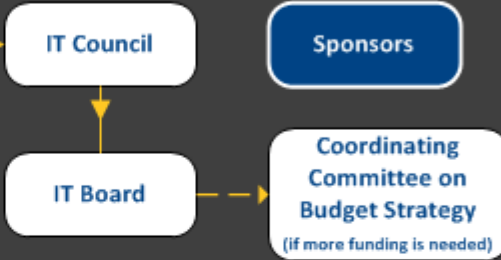 IT Council
Sponsors
IT Board
Coordinating
Committee on
Budget Strategy
(if more funding is needed)